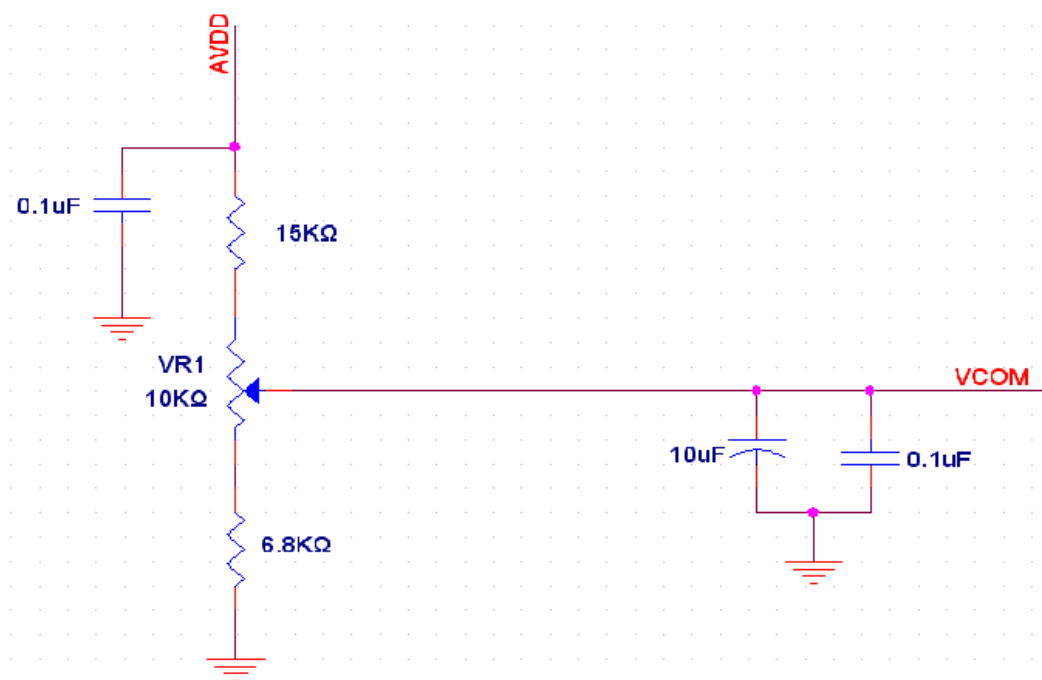 AVDD
0.1uF
15KΩ
VR1
10KΩ
VCOM
10uF
0.1uF
6.8KΩ